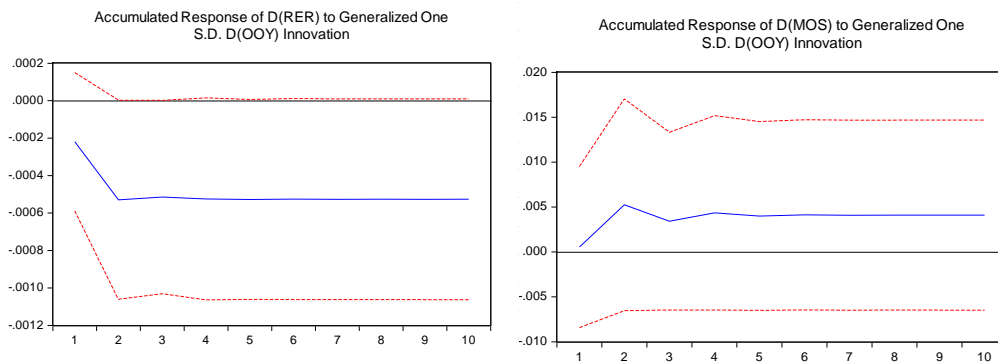 Accumulated Response of D(RER) to Generalized One
S.D. D(OOY) Innovation
.0002
.0000
-.0002
-.0004
-.0006
-.0008
-.0010
-.0012
1 2 3 4 5 6 7 8 9 10
Accumulated Response of D(MOS) to Generalized One
S.D. D(OOY) Innovation
.020
.015
.010
.005
.000
-.005
-.010
1 2 3 4 5 6 7 8 9 10